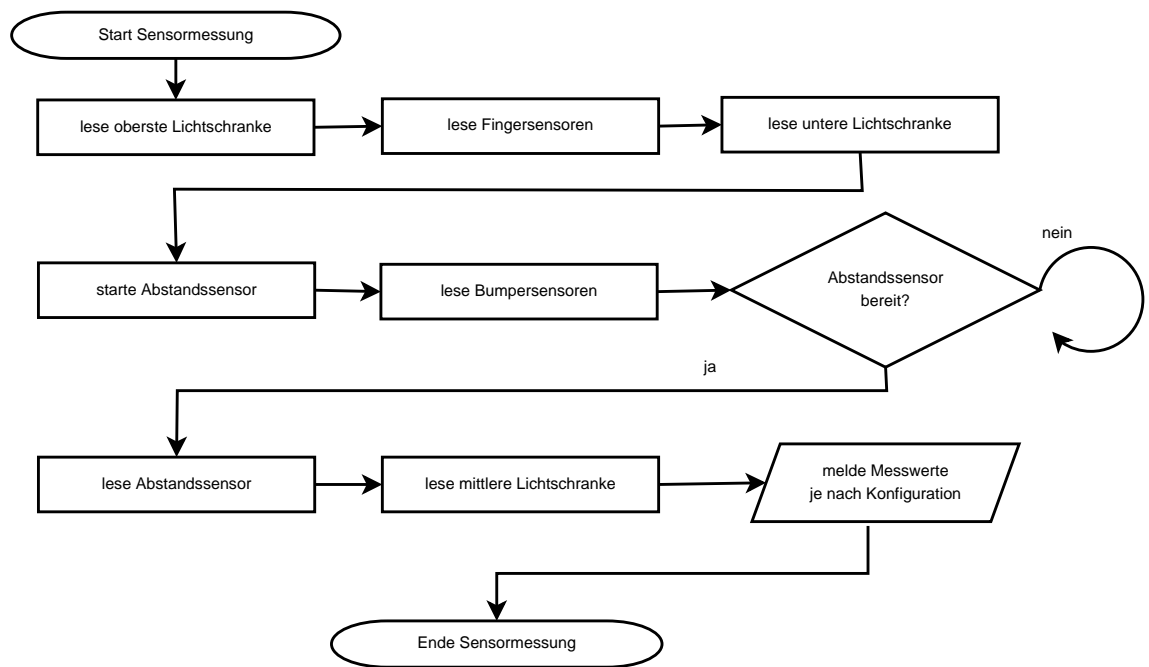 Start Sensormessung
lese oberste Lichtschranke
lese Fingersensoren
lese untere Lichtschranke
starte Abstandssensor
lese Bumpersensoren
Abstandssensor
bereit?
nein
ja
lese Abstandssensor
lese mittlere Lichtschranke
melde Messwerte
je nach Konfiguration
Ende Sensormessung